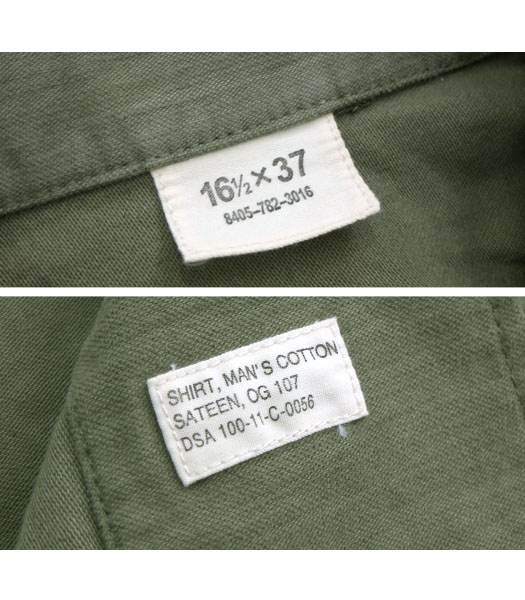 16½ × 37
8405-782-3016
SHIRT, MAN'S COTTON
SATEEN, OG 107
DSA 100-11-C-0056